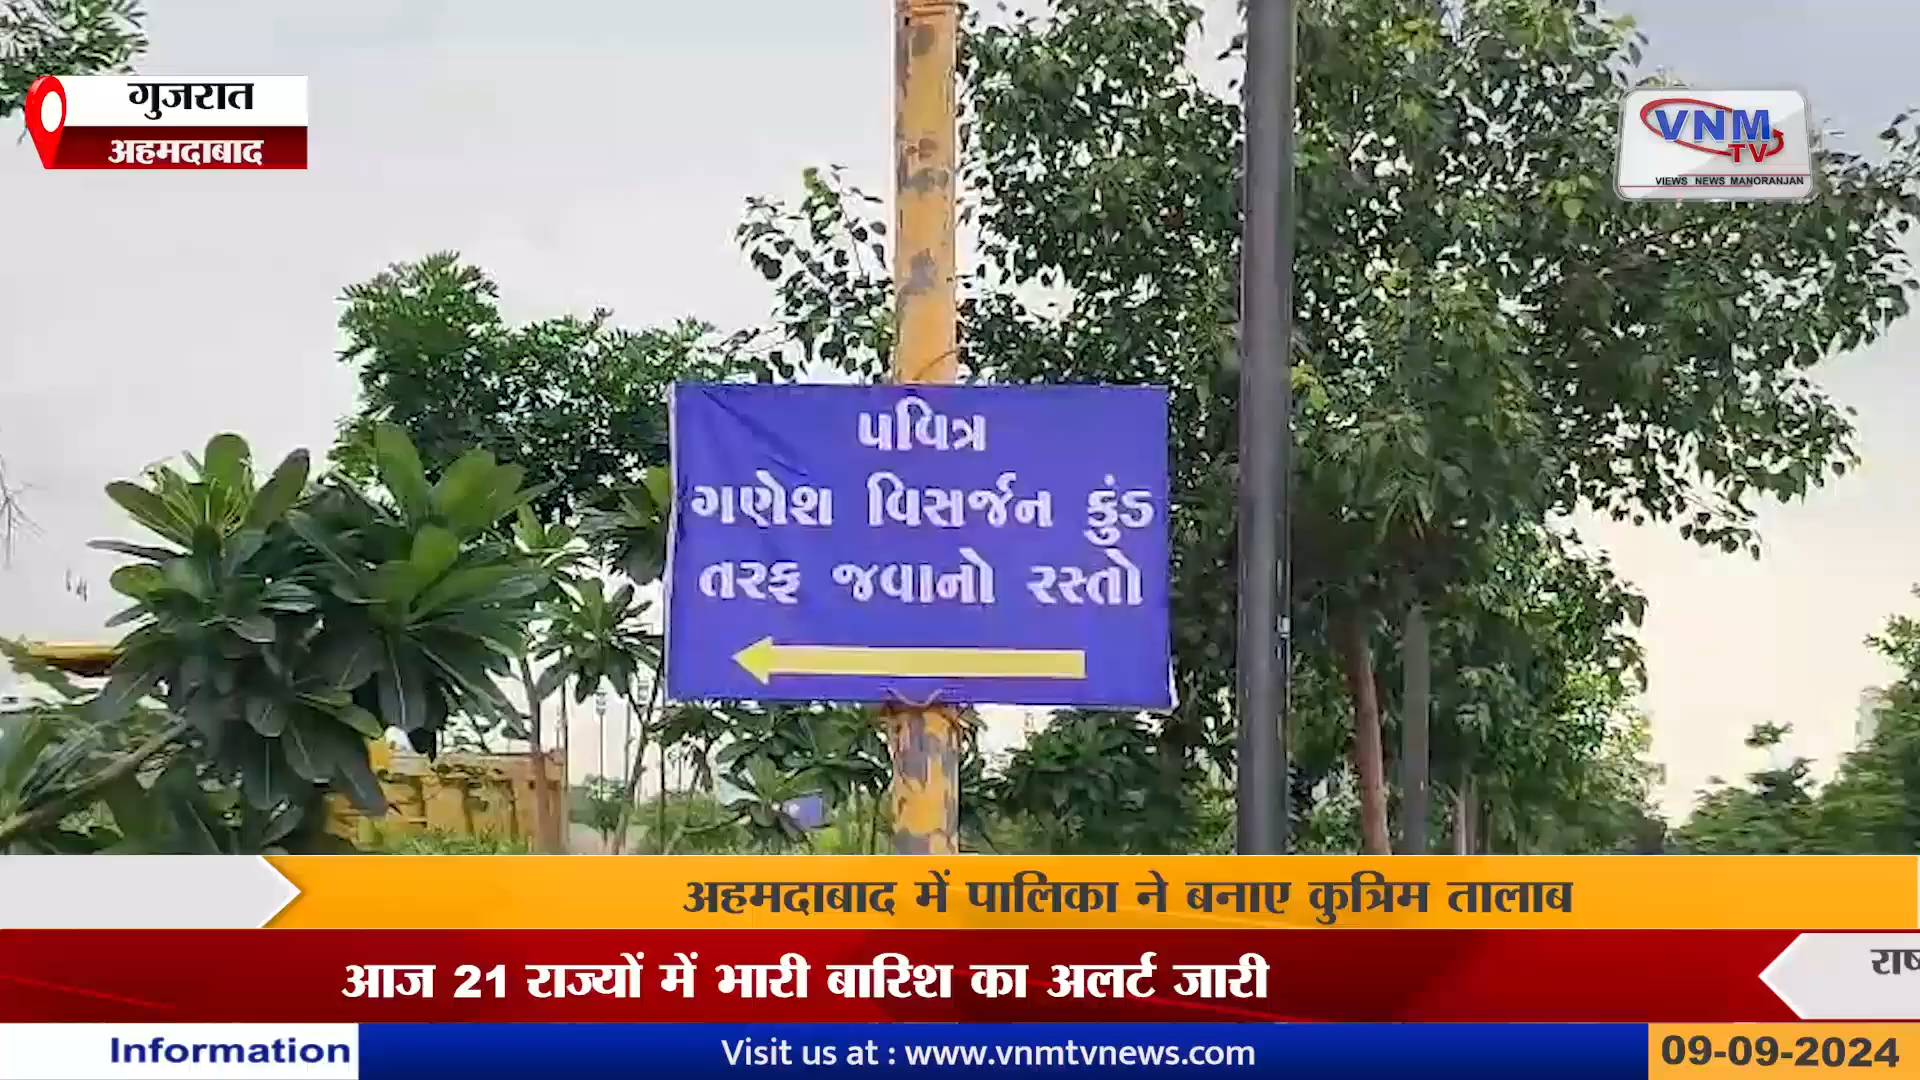 गुजरात
अहमदाबाद
VNM
TV
VIEWS NEWS MANORANJAN
પવિત્ર
ગણેશ વિસર્જન કુંડ
તરફ જવાનો રસ્તો
अहमदाबाद में पालिका ने बनाए कुत्रिम तालाब
आज 21 राज्यों में भारी बारिश का अलर्ट जारी
Information
Visit us at : www.vnmtvnews.com
09-09-2024